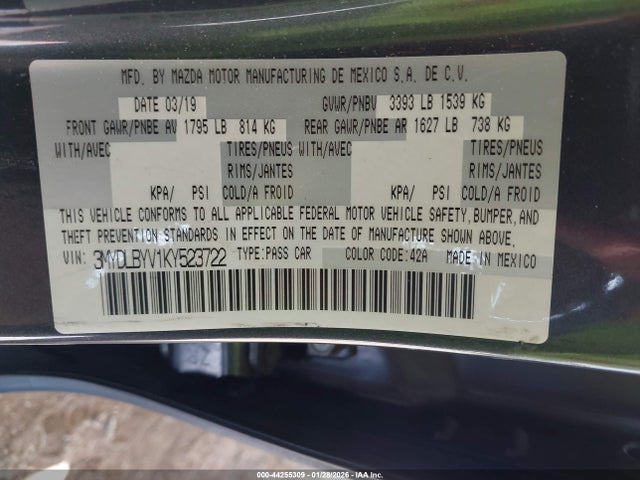 MFD. BY MAZDA MOTOR MANUFACTURING DE MEXICO S.A. DE C.V.
DATE 03/19 GVWR/PNBV 3393 LB 1539 KG
FRONT GAWR/PNBE AV 1795 LB 814 KG REAR GAWR/PNBE AR 1627 LB 738 KG
WITH/AVEC TIRES/PNEUS WITH/AVEC TIRES/PNEUS
RIMS/JANTES RIMS/JANTES
KPA/ PSI COLD/A FROID KPA/ PSI COLD/A FROID
THIS VEHICLE CONFORMS TO ALL APPLICABLE FEDERAL MOTOR VEHICLE SAFETY, BUMPER, AND
THEFT PREVENTION STANDARDS IN EFFECT ON THE DATE OF MANUFACTURE SHOWN ABOVE.
VIN: 3MYDLBYV1KY523722 TYPE:PASS CAR COLOR CODE:42A MADE IN MEXICO
000-44255309 - 01/28/2026 - IAA Inc.